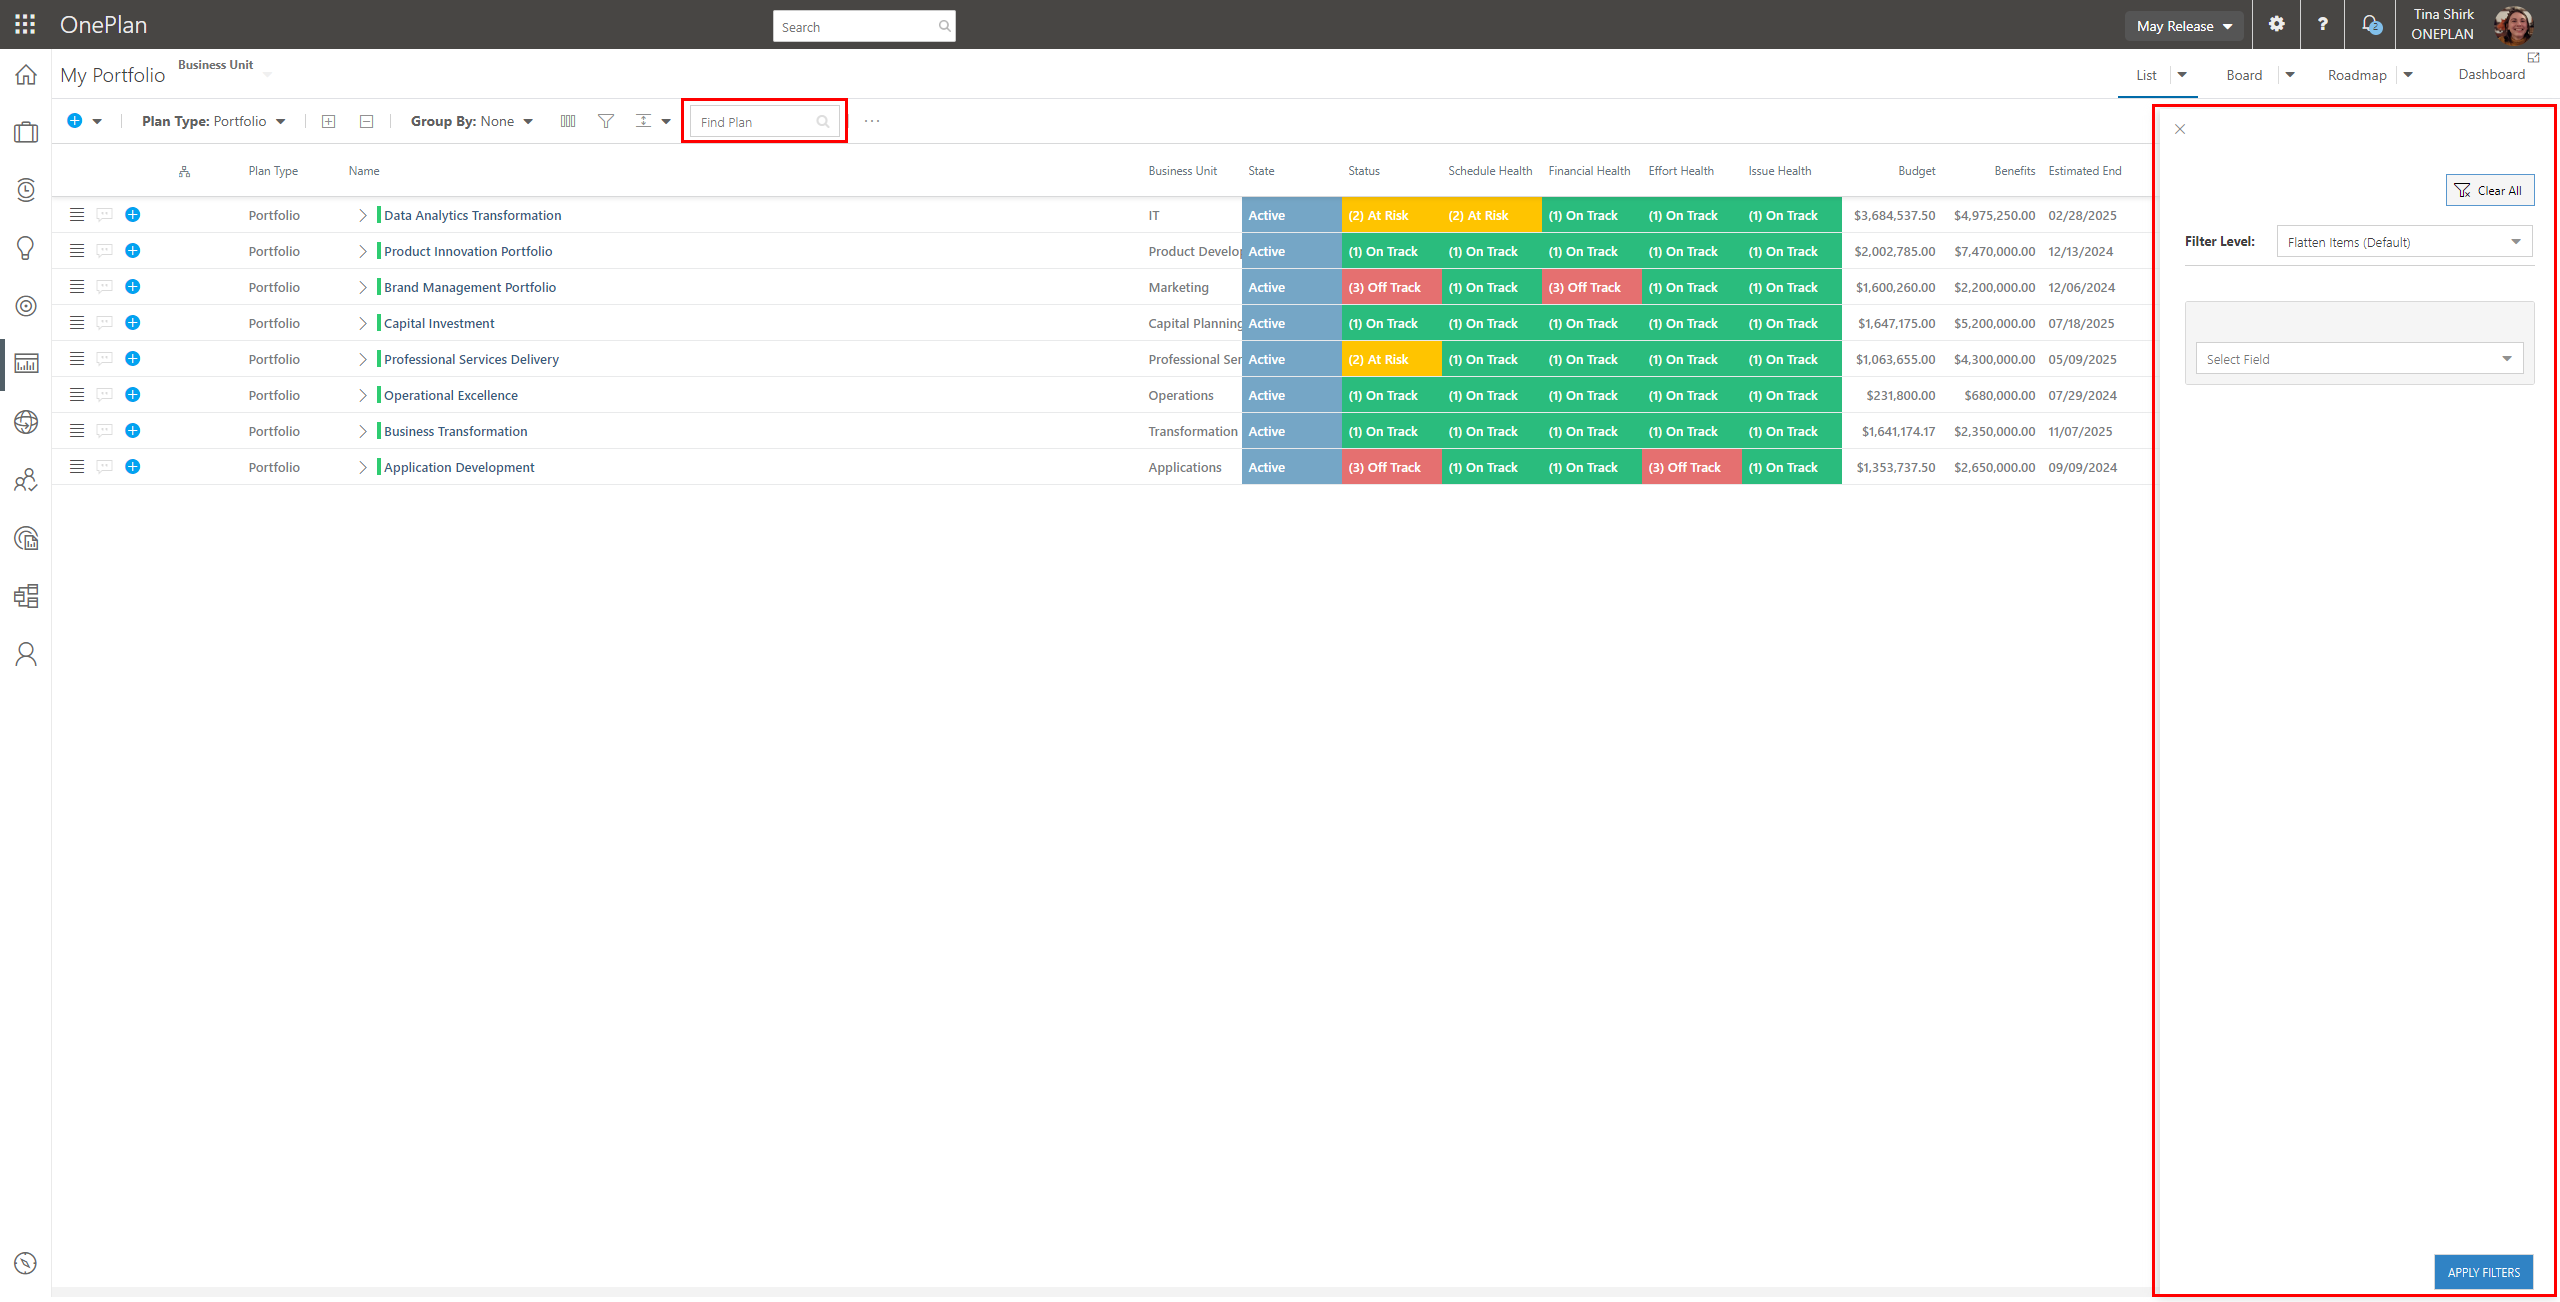 OnePlan
Search
May Release
?
2
Tina Shirk
ONEPLAN
My Portfolio
Business Unit
List
Board
Roadmap
Dashboard
Plan Type: Portfolio
Group By: None
Find Plan
...
Plan Type Name Business Unit State Status Schedule Health Financial Health Effort Health Issue Health Budget Benefits Estimated End
Portfolio Data Analytics Transformation IT Active (2) At Risk (2) At Risk (1) On Track (1) On Track (1) On Track $3,684,537.50 $4,975,250.00 02/28/2025
Portfolio Product Innovation Portfolio Product Develop Active (1) On Track (1) On Track (1) On Track (1) On Track (1) On Track $2,002,785.00 $7,470,000.00 12/13/2024
Portfolio Brand Management Portfolio Marketing Active (3) Off Track (1) On Track (3) Off Track (1) On Track (1) On Track $1,600,260.00 $2,200,000.00 12/06/2024
Portfolio Capital Investment Capital Planning Active (1) On Track (1) On Track (1) On Track (1) On Track (1) On Track $1,647,175.00 $5,200,000.00 07/18/2025
Portfolio Professional Services Delivery Professional Ser Active (2) At Risk (1) On Track (1) On Track (1) On Track (1) On Track $1,063,655.00 $4,300,000.00 05/09/2025
Portfolio Operational Excellence Operations Active (1) On Track (1) On Track (1) On Track (1) On Track (1) On Track $231,800.00 $680,000.00 07/29/2024
Portfolio Business Transformation Transformation Active (1) On Track (1) On Track (1) On Track (1) On Track (1) On Track $1,641,174.17 $2,350,000.00 11/07/2025
Portfolio Application Development Applications Active (3) Off Track (1) On Track (1) On Track (3) Off Track (1) On Track $1,353,737.50 $2,650,000.00 09/09/2024
Clear All
Filter Level: Flatten Items (Default)
Select Field
APPLY FILTERS